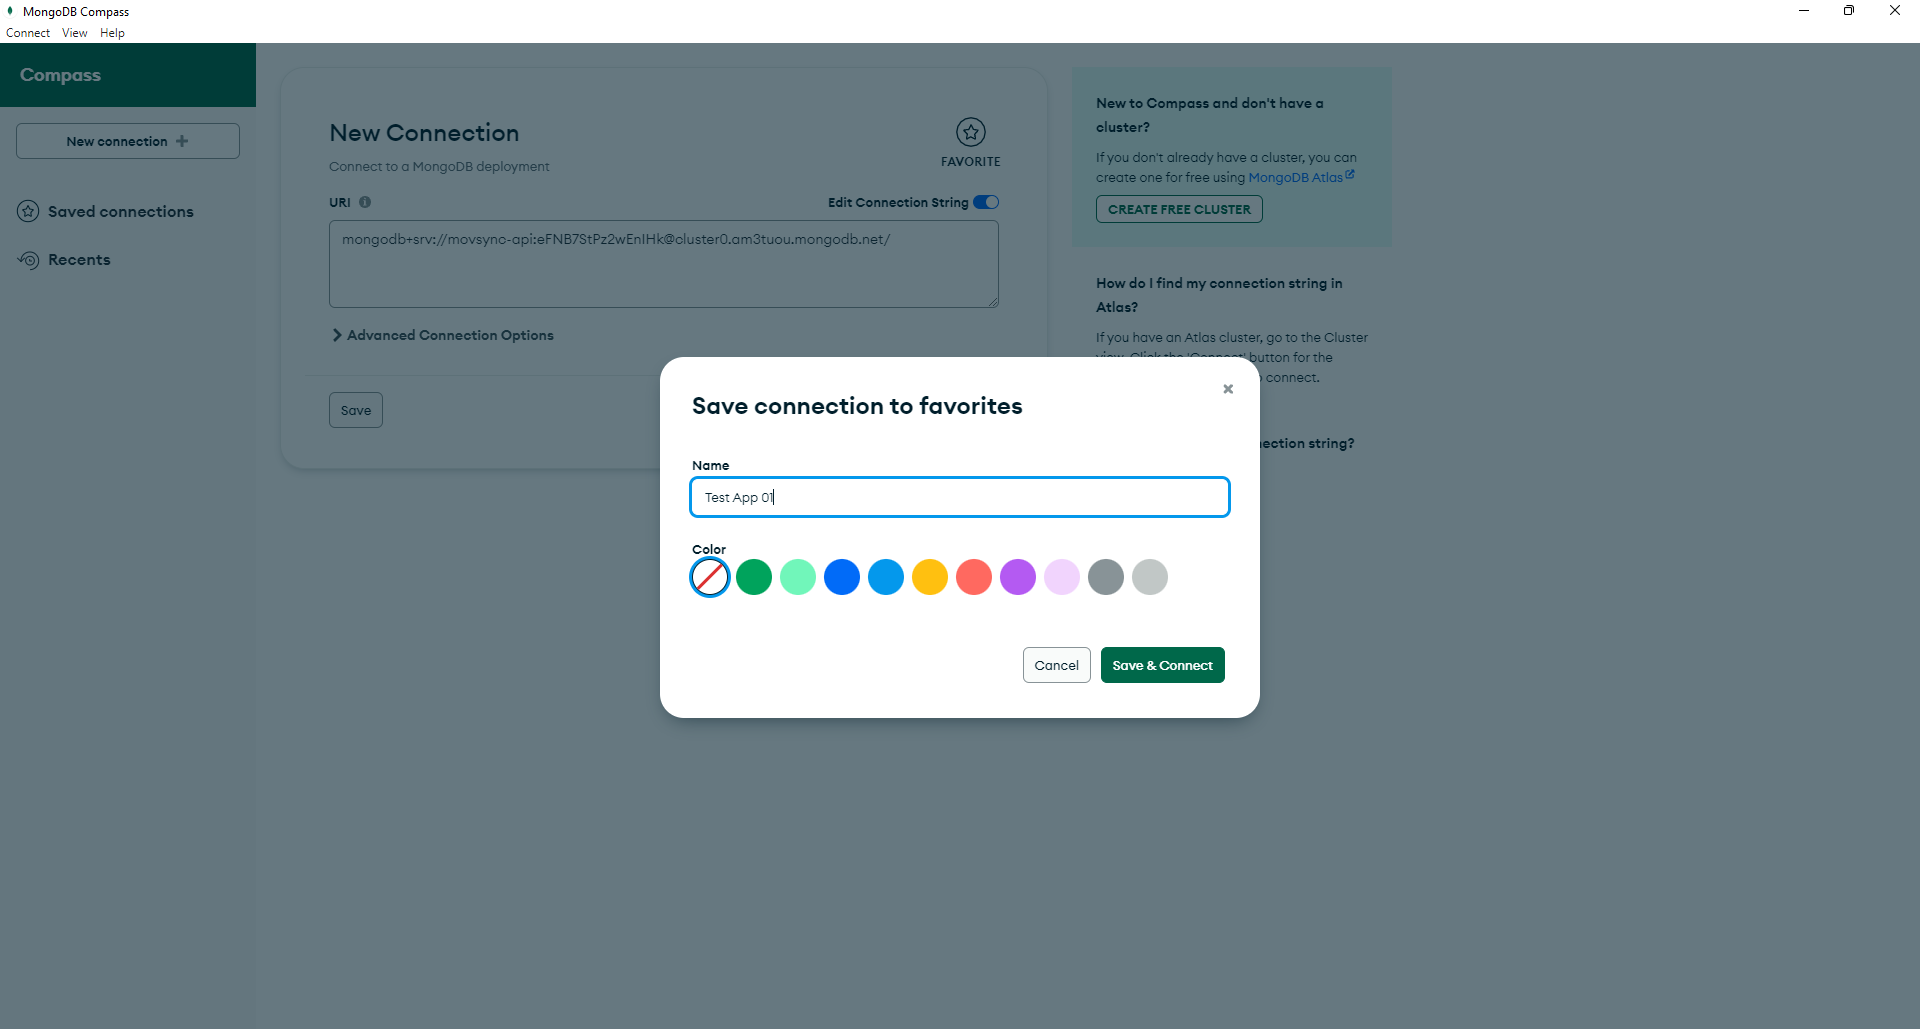 MongoDB Compass
Connect View Help
Compass
New connection
Saved connections
Recents
New Connection
Connect to a MongoDB deployment
FAVORITE
URI
Edit Connection String
mongodb+srv://movsync-api:eFNB7StPz2wEnIHk@cluster0.am3tuou.mongodb.net/
Advanced Connection Options
Save
New to Compass and don't have a
cluster?
If you don't already have a cluster, you can
create one for free using MongoDB Atlas
CREATE FREE CLUSTER
How do I find my connection string in
Atlas?
If you have an Atlas cluster, go to the Cluster
view. Click the 'Connect' button for the
connect.
nection string?
Save connection to favorites
Name
Test App 01
Color
Cancel
Save & Connect